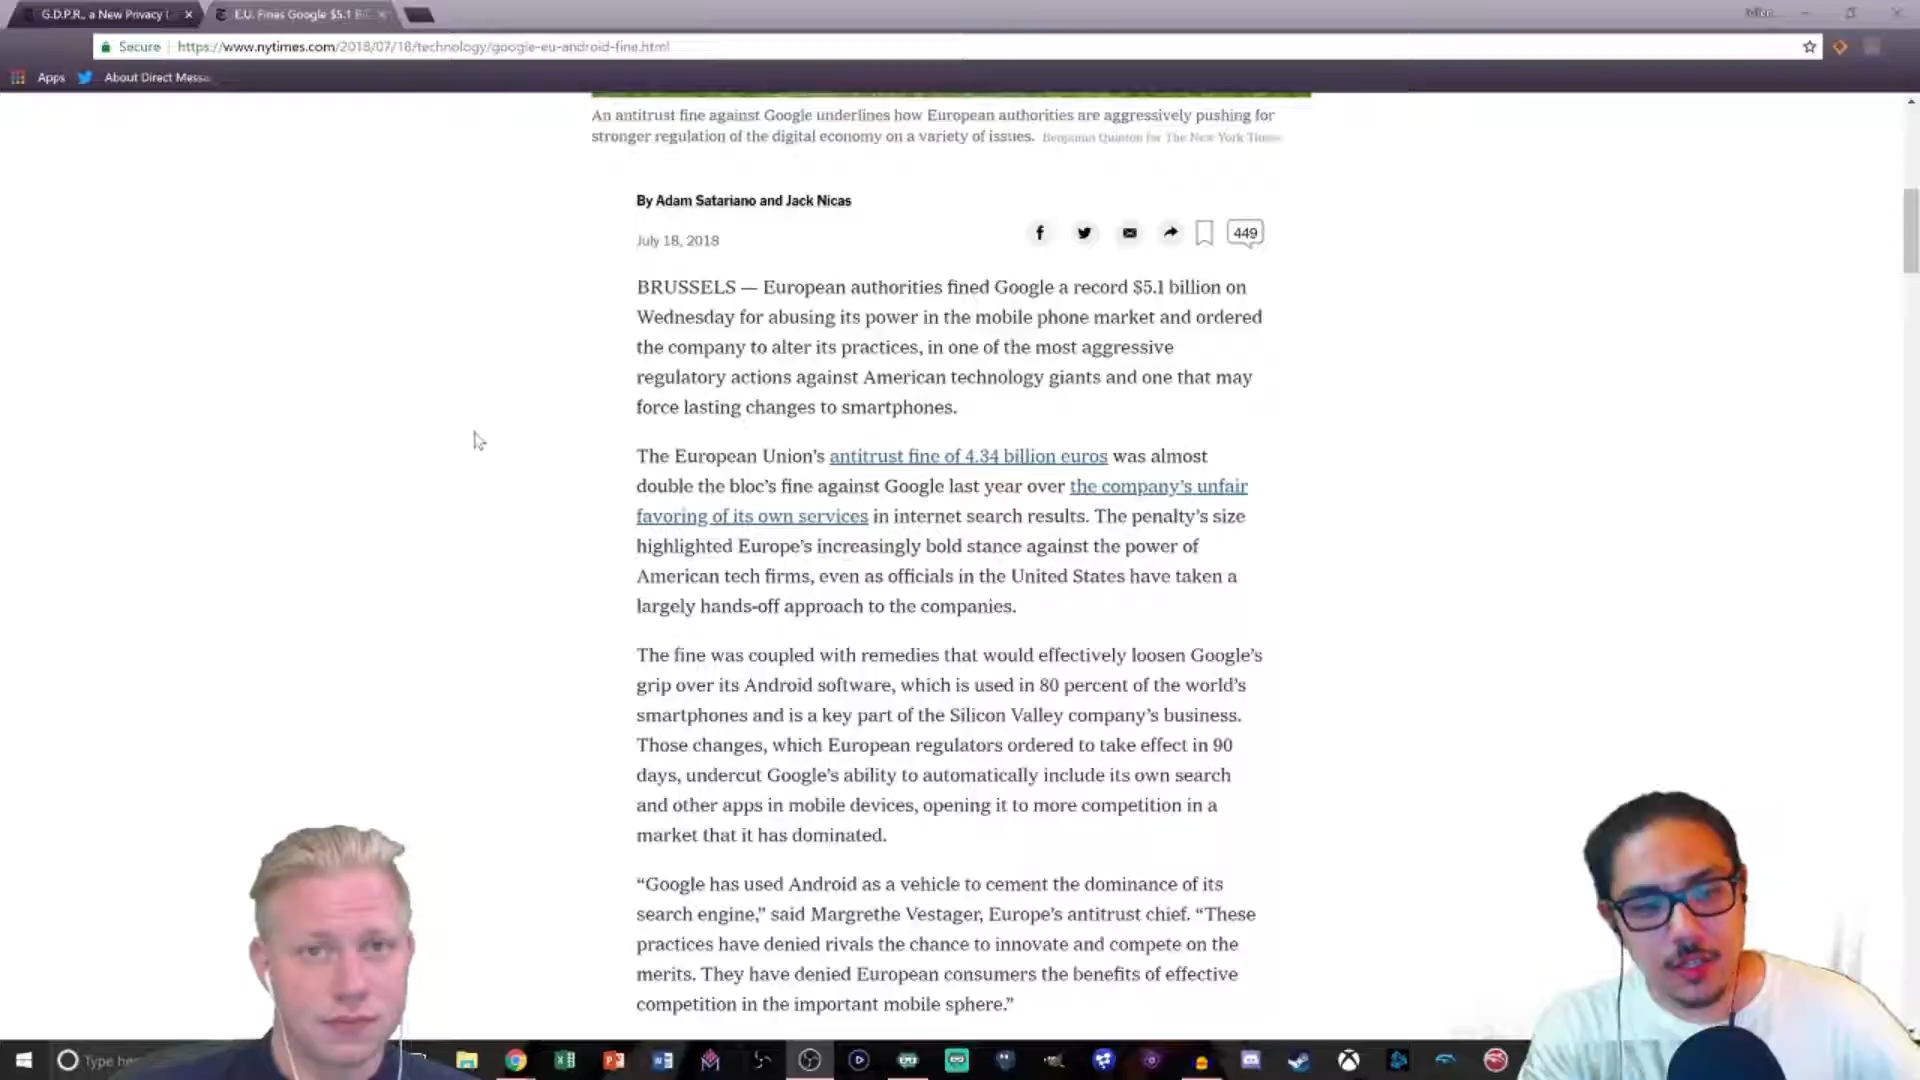 G.D.P.R., a New Privacy
E.U. Fines Google $5.1
Secure
https://www.nytimes.com/2018/07/18/technology/google-eu-android-fine.html
Apps
About Direct Messa
An antitrust fine against Google underlines how European authorities are aggressively pushing for
stronger regulation of the digital economy on a variety of issues. Benjamin Quinton for The New York Times
By Adam Satariano and Jack Nicas
July 18, 2018
449
BRUSSELS — European authorities fined Google a record $5.1 billion on
Wednesday for abusing its power in the mobile phone market and ordered
the company to alter its practices, in one of the most aggressive
regulatory actions against American technology giants and one that may
force lasting changes to smartphones.
The European Union’s antitrust fine of 4.34 billion euros was almost
double the bloc’s fine against Google last year over the company’s unfair
favoring of its own services in internet search results. The penalty’s size
highlighted Europe’s increasingly bold stance against the power of
American tech firms, even as officials in the United States have taken a
largely hands-off approach to the companies.
The fine was coupled with remedies that would effectively loosen Google’s
grip over its Android software, which is used in 80 percent of the world’s
smartphones and is a key part of the Silicon Valley company’s business.
Those changes, which European regulators ordered to take effect in 90
days, undercut Google’s ability to automatically include its own search
and other apps in mobile devices, opening it to more competition in a
market that it has dominated.
“Google has used Android as a vehicle to cement the dominance of its
search engine,” said Margrethe Vestager, Europe’s antitrust chief. “These
practices have denied rivals the chance to innovate and compete on the
merits. They have denied European consumers the benefits of effective
competition in the important mobile sphere.”
Type he